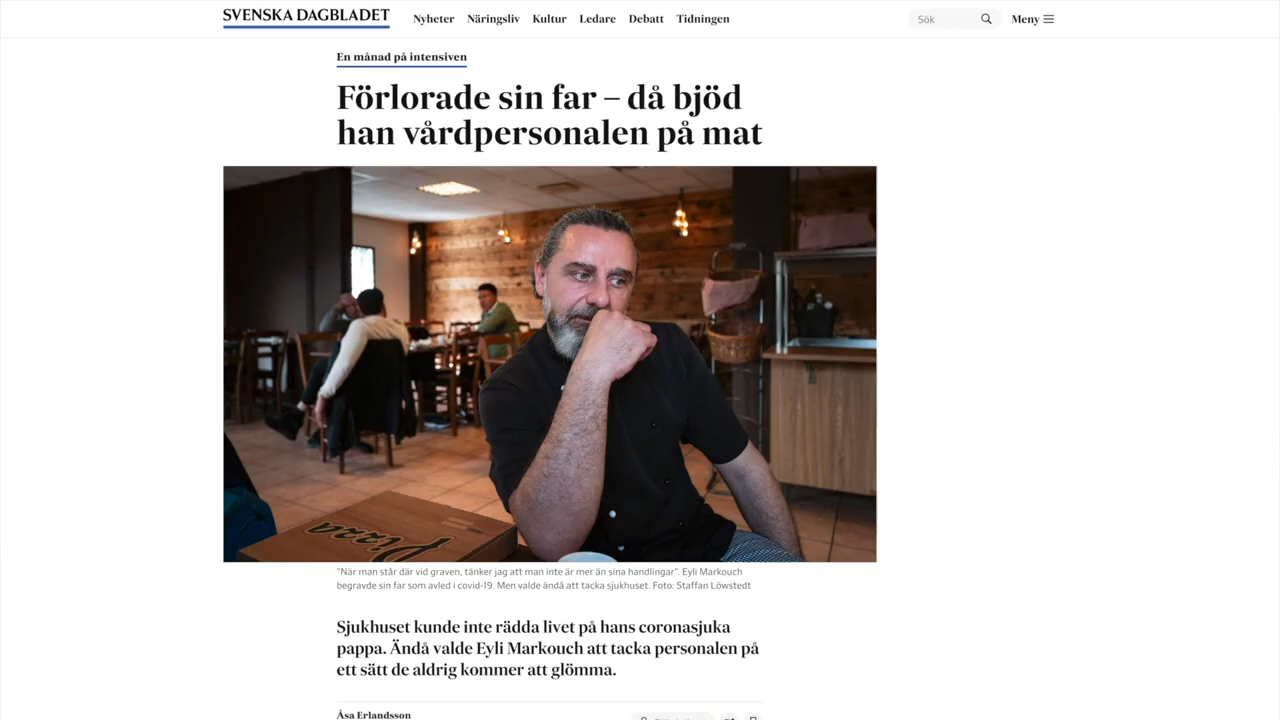 SVENSKA DAGBLADET
Nyheter Näringsliv Kultur Ledare Debatt Tidningen
Sök
Meny
En månad på intensiven
Förlorade sin far – då bjöd
han vårdpersonalen på mat
Pizza
"När man står där vid graven, tänker jag att man inte är mer än sina handlingar". Eyli Markouch
begravde sin far som avled i covid-19. Men valde ändå att tacka sjukhuset. Foto: Staffan Löwstedt
Sjukhuset kunde inte rädda livet på hans coronasjuka
pappa. Ändå valde Eyli Markouch att tacka personalen på
ett sätt de aldrig kommer att glömma.
Åsa Erlandsson